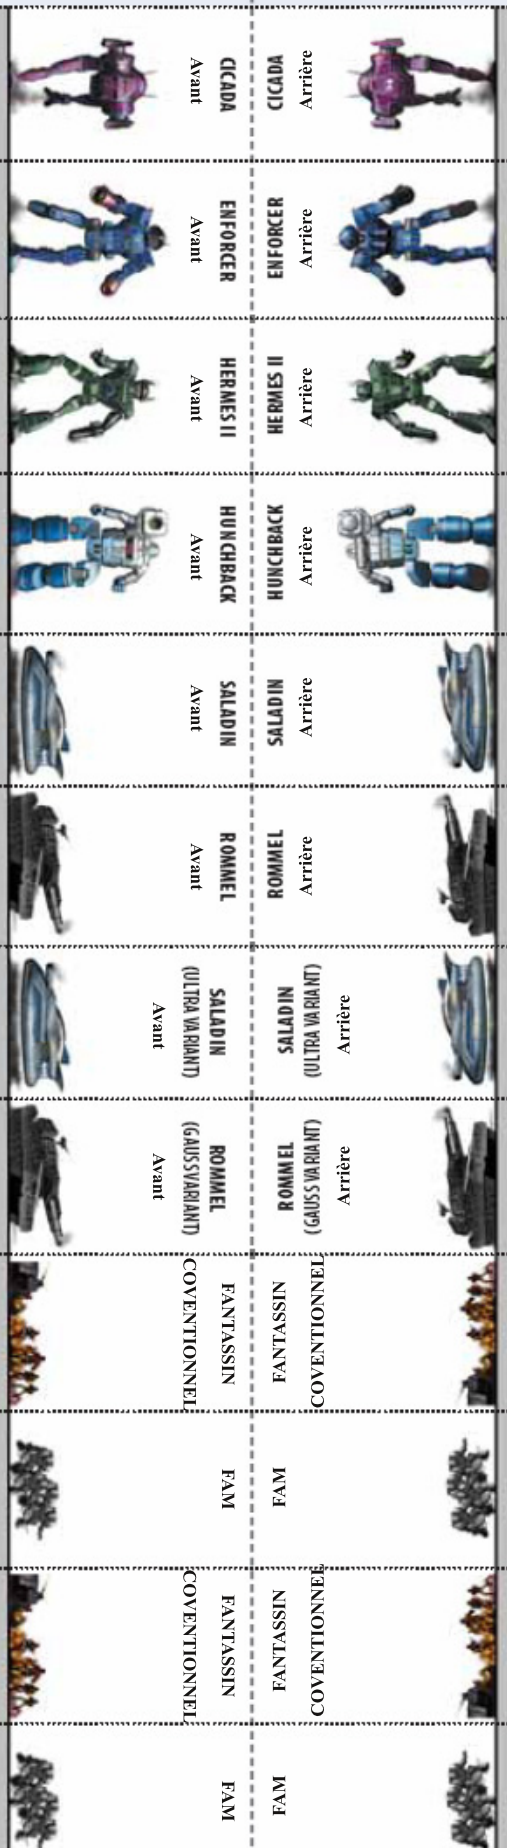 CICADA
Avant
CICADA
Arrière
ENFORCER
Avant
ENFORCER
Arrière
HERMES II
Avant
HERMES II
Arrière
HUNCHBACK
Avant
HUNCHBACK
Arrière
SALADIN
Avant
SALADIN
Arrière
ROMMEL
Avant
ROMMEL
Arrière
SALADIN
(ULTRA VARIANT)
Avant
SALADIN
(ULTRA VARIANT)
Arrière
ROMMEL
(GAUSS VARIANT)
Avant
ROMMEL
(GAUSS VARIANT)
Arrière
FANTASSIN
COVENTIONNEL
FANTASSIN
COVENTIONNEL
FAM
FAM
FANTASSIN
COVENTIONNEL
FANTASSIN
COVENTIONNEL
FAM
FAM